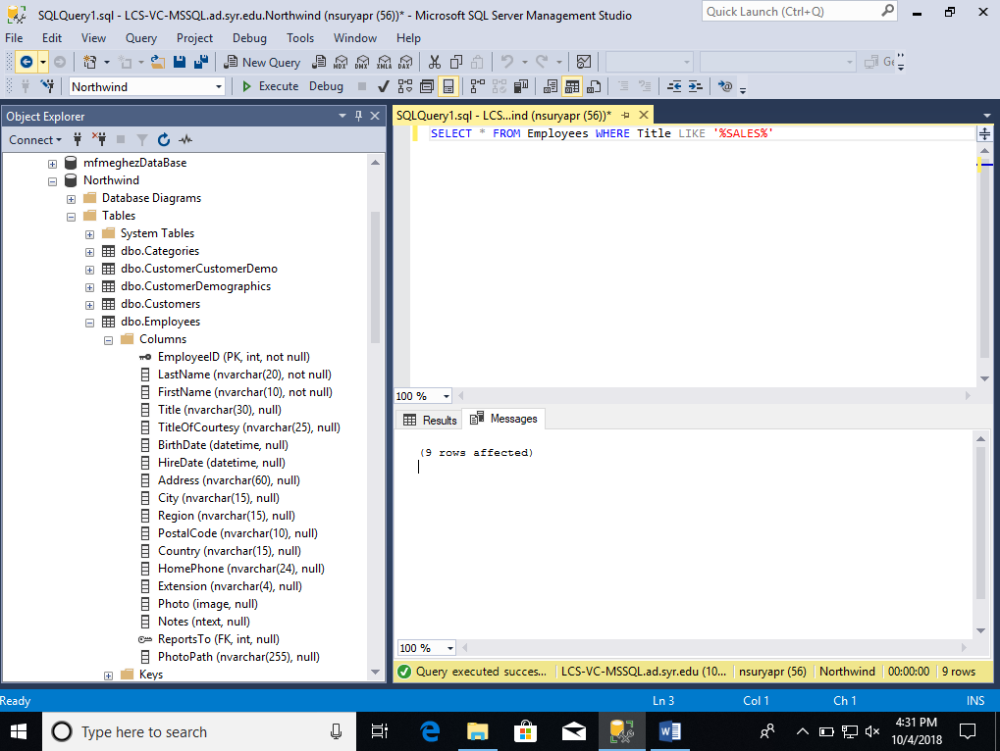 SQLQuery1.sql - LCS-VC-MSSQL.ad.syr.edu.Northwind (nsuryapr (56))* - Microsoft SQL Server Management Studio
Quick Launch (Ctrl+Q)
File Edit View Query Project Debug Tools Window Help
New Query MDX DMX XMLA DAX
Northwind Execute Debug
Object Explorer
SQLQuery1.sql - LCS...ind (nsuryapr (56))*
Connect
SELECT * FROM Employees WHERE Title LIKE '%SALES%'
mfmeghezDataBase
Northwind
Database Diagrams
Tables
System Tables
dbo.Categories
dbo.CustomerCustomerDemo
dbo.CustomerDemographics
dbo.Customers
dbo.Employees
Columns
EmployeeID (PK, int, not null)
LastName (nvarchar(20), not null)
FirstName (nvarchar(10), not null)
Title (nvarchar(30), null)
TitleOfCourtesy (nvarchar(25), null)
BirthDate (datetime, null)
HireDate (datetime, null)
Address (nvarchar(60), null)
City (nvarchar(15), null)
Region (nvarchar(15), null)
PostalCode (nvarchar(10), null)
Country (nvarchar(15), null)
HomePhone (nvarchar(24), null)
Extension (nvarchar(4), null)
Photo (image, null)
Notes (ntext, null)
ReportsTo (FK, int, null)
PhotoPath (nvarchar(255), null)
Keys
100 %
Results Messages
(9 rows affected)
100 %
Query executed succes... LCS-VC-MSSQL.ad.syr.edu (10... nsuryapr (56) Northwind 00:00:00 9 rows
Ready Ln 3 Col 1 Ch 1 INS
Type here to search
4:31 PM
10/4/2018